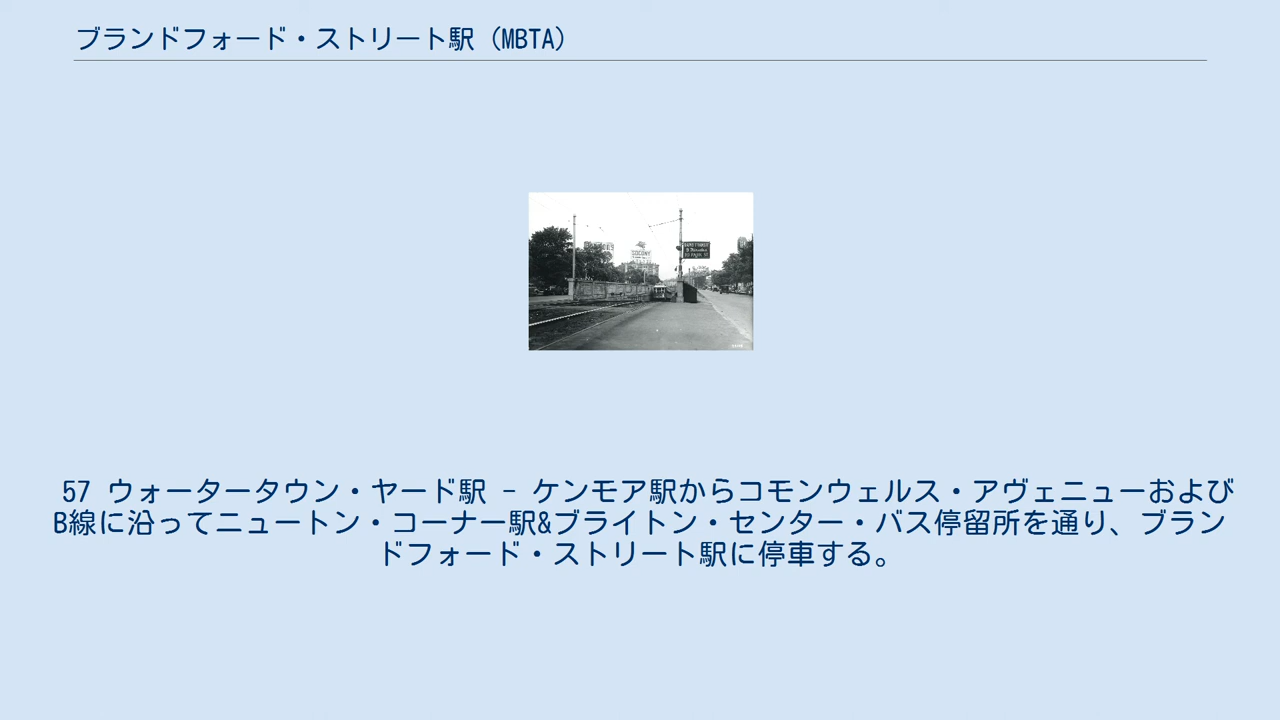 ブランドフォード・ストリート駅 (MBTA)
57 ウォータータウン・ヤード駅 - ケンモア駅からコモンウェルス・アヴェニューおよび
B線に沿ってニュートン・コーナー駅&ブライトン・センター・バス停留所を通り、ブラン
ドフォード・ストリート駅に停車する。